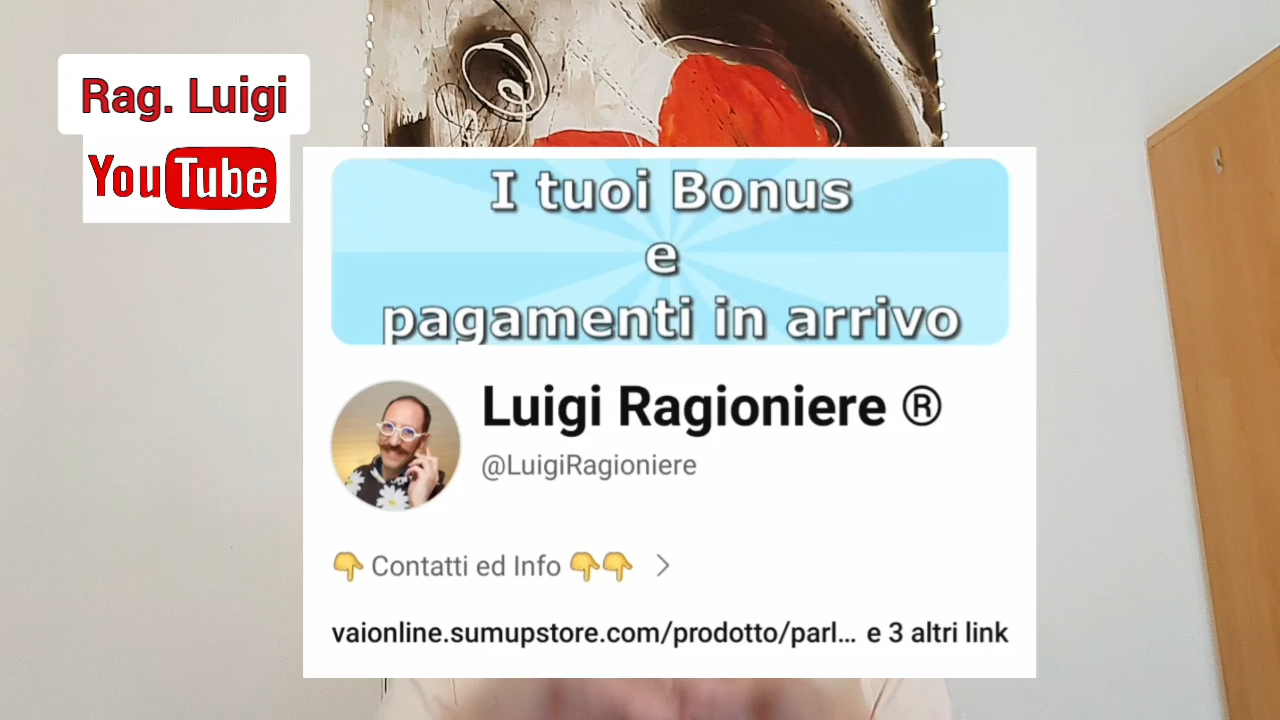 Rag. Luigi
YouTube
I tuoi Bonus
e
pagamenti in arrivo
Luigi Ragioniere ®
@LuigiRagioniere
👇 Contatti ed Info 👇👇 >
vaionline.sumupstore.com/prodotto/parl... e 3 altri link